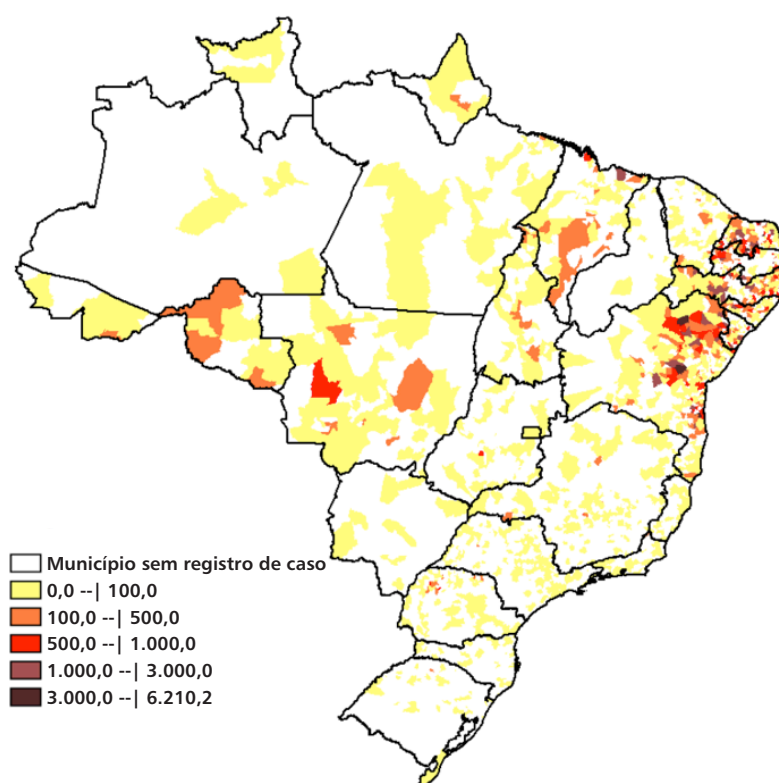 Município sem registro de caso
0,0 --| 100,0
100,0 --| 500,0
500,0 --| 1.000,0
1.000,0 --| 3.000,0
3.000,0 --| 6.210,2